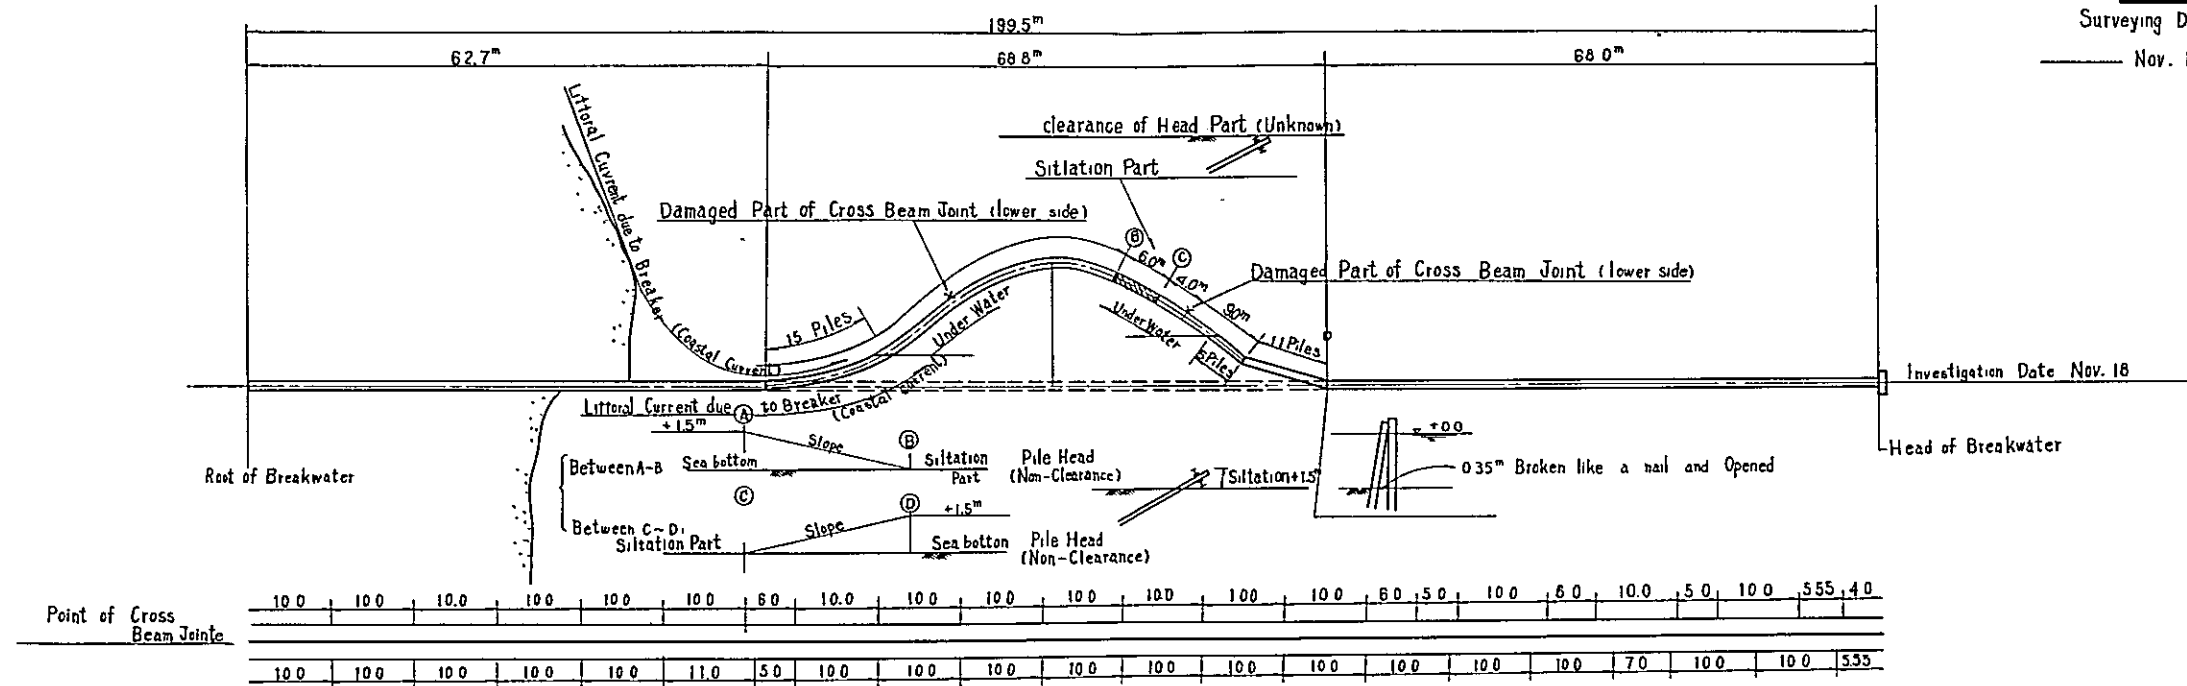 199.5m
62.7m
68.8m
68 0m
Surveying D
Nov.
clearance of Head Part (Unknown)
Sitlation Part
Damaged Part of Cross Beam Joint (lower side)
Littoral Cuvrent due to Breaker (Coastal Current)
B
C
6.0m
4.0m
9.0m
Damaged Part of Cross Beam Joint (lower side)
15 Piles
Under Water
Under Water
11 Piles
5 Piles
Investigation Date Nov. 18
Littoral Current due to Breaker (Coastal current)
A
+1.5m
Slope
B
Between A-B
Sea bottom
Siltation
Part
Pile Head
(Non-Clearance)
Siltation+1.5m
+0.0
0 35m Broken like a nail and Opened
Head of Breakwater
Root of Breakwater
C
D
+1.5m
Between C~D,
Siltation Part
Slope
Sea botton
Pile Head
(Non-Clearance)
Point of Cross
Beam Jointe
10 0 10 0 10.0 10 0 10 0 10 0 6 0 10.0 10 0 10 0 10 0 10.0 10 0 10 0 6 0 5 0 10 0 6 0 10.0 5 0 10 0 5.55 4 0
10 0 10 0 10 0 10 0 10 0 11.0 5 0 10 0 10 0 10 0 10 0 10 0 10 0 10 0 10 0 10 0 10 0 7 0 10 0 10 0 5.55